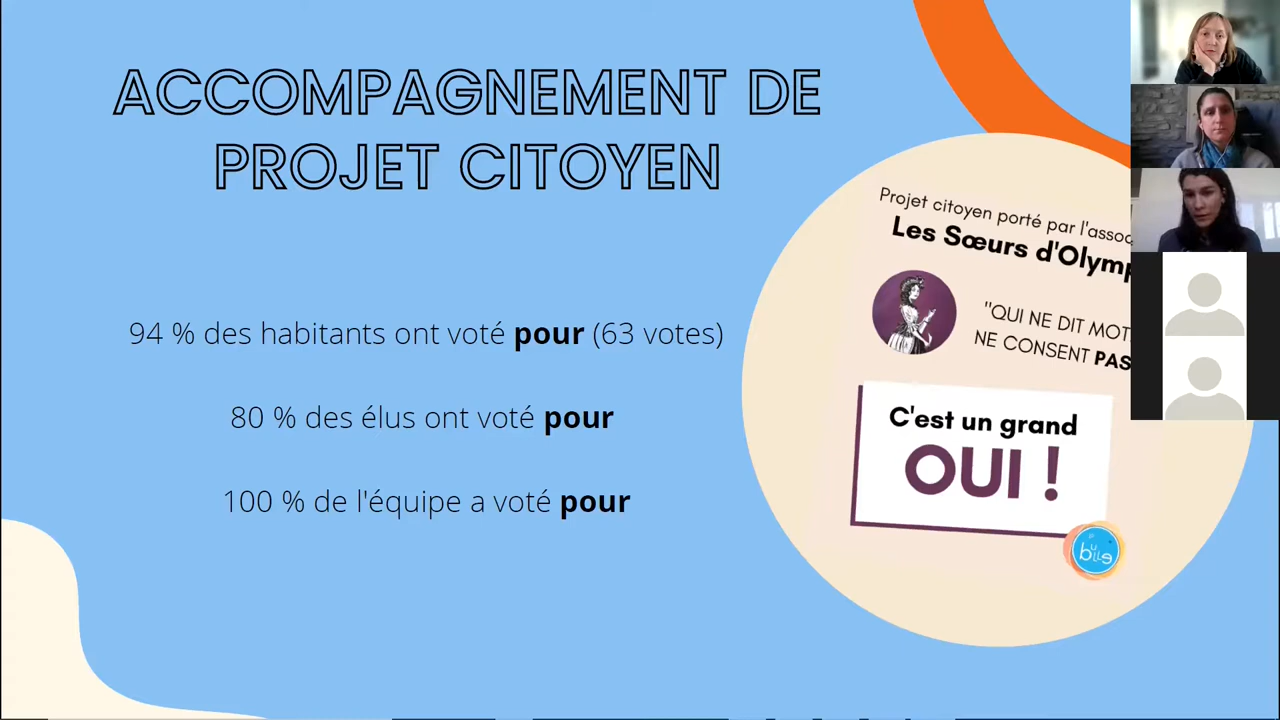 ACCOMPAGNEMENT DE
PROJET CITOYEN
94 % des habitants ont voté pour (63 votes)
80 % des élus ont voté pour
100 % de l'équipe a voté pour
Projet citoyen porté par l'assoc
Les Sœurs d'Olymp
"QUI NE DIT MOT
NE CONSENT PAS
C'est un grand
OUI !
bulle